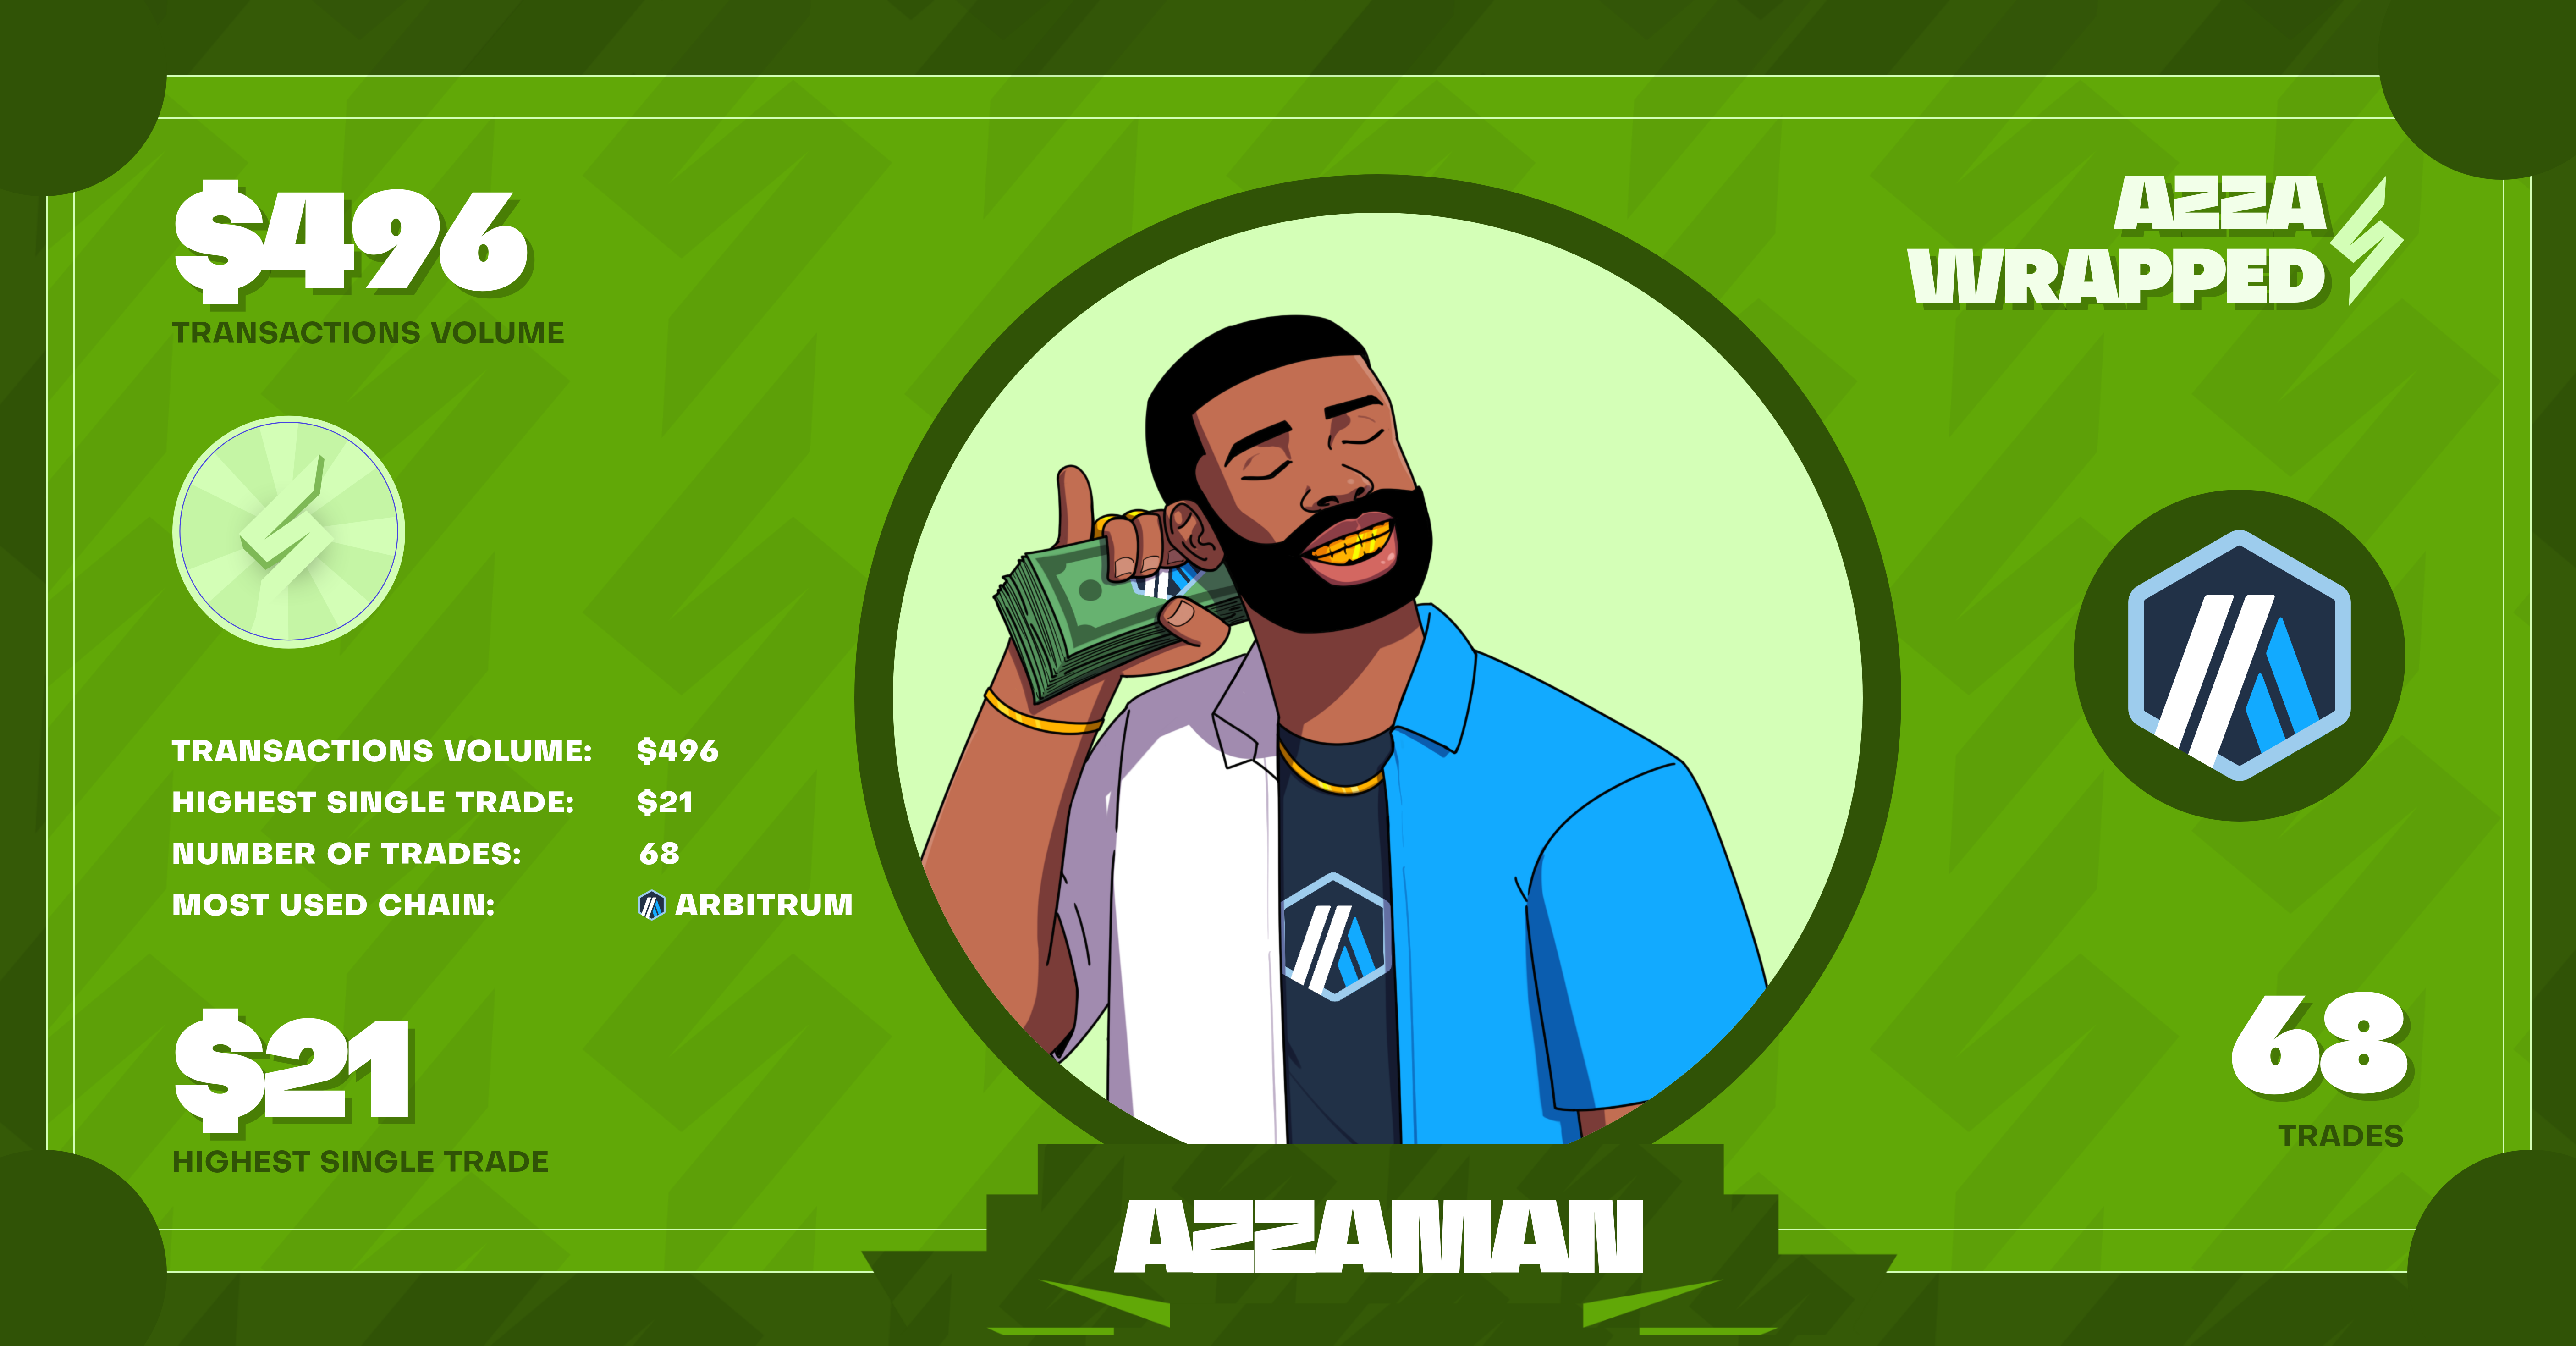 $496
TRANSACTIONS VOLUME
AZZA
WRAPPED
TRANSACTIONS VOLUME: $496
HIGHEST SINGLE TRADE: $21
NUMBER OF TRADES: 68
MOST USED CHAIN: ARBITRUM
$21
HIGHEST SINGLE TRADE
68
TRADES
AZZAMAN